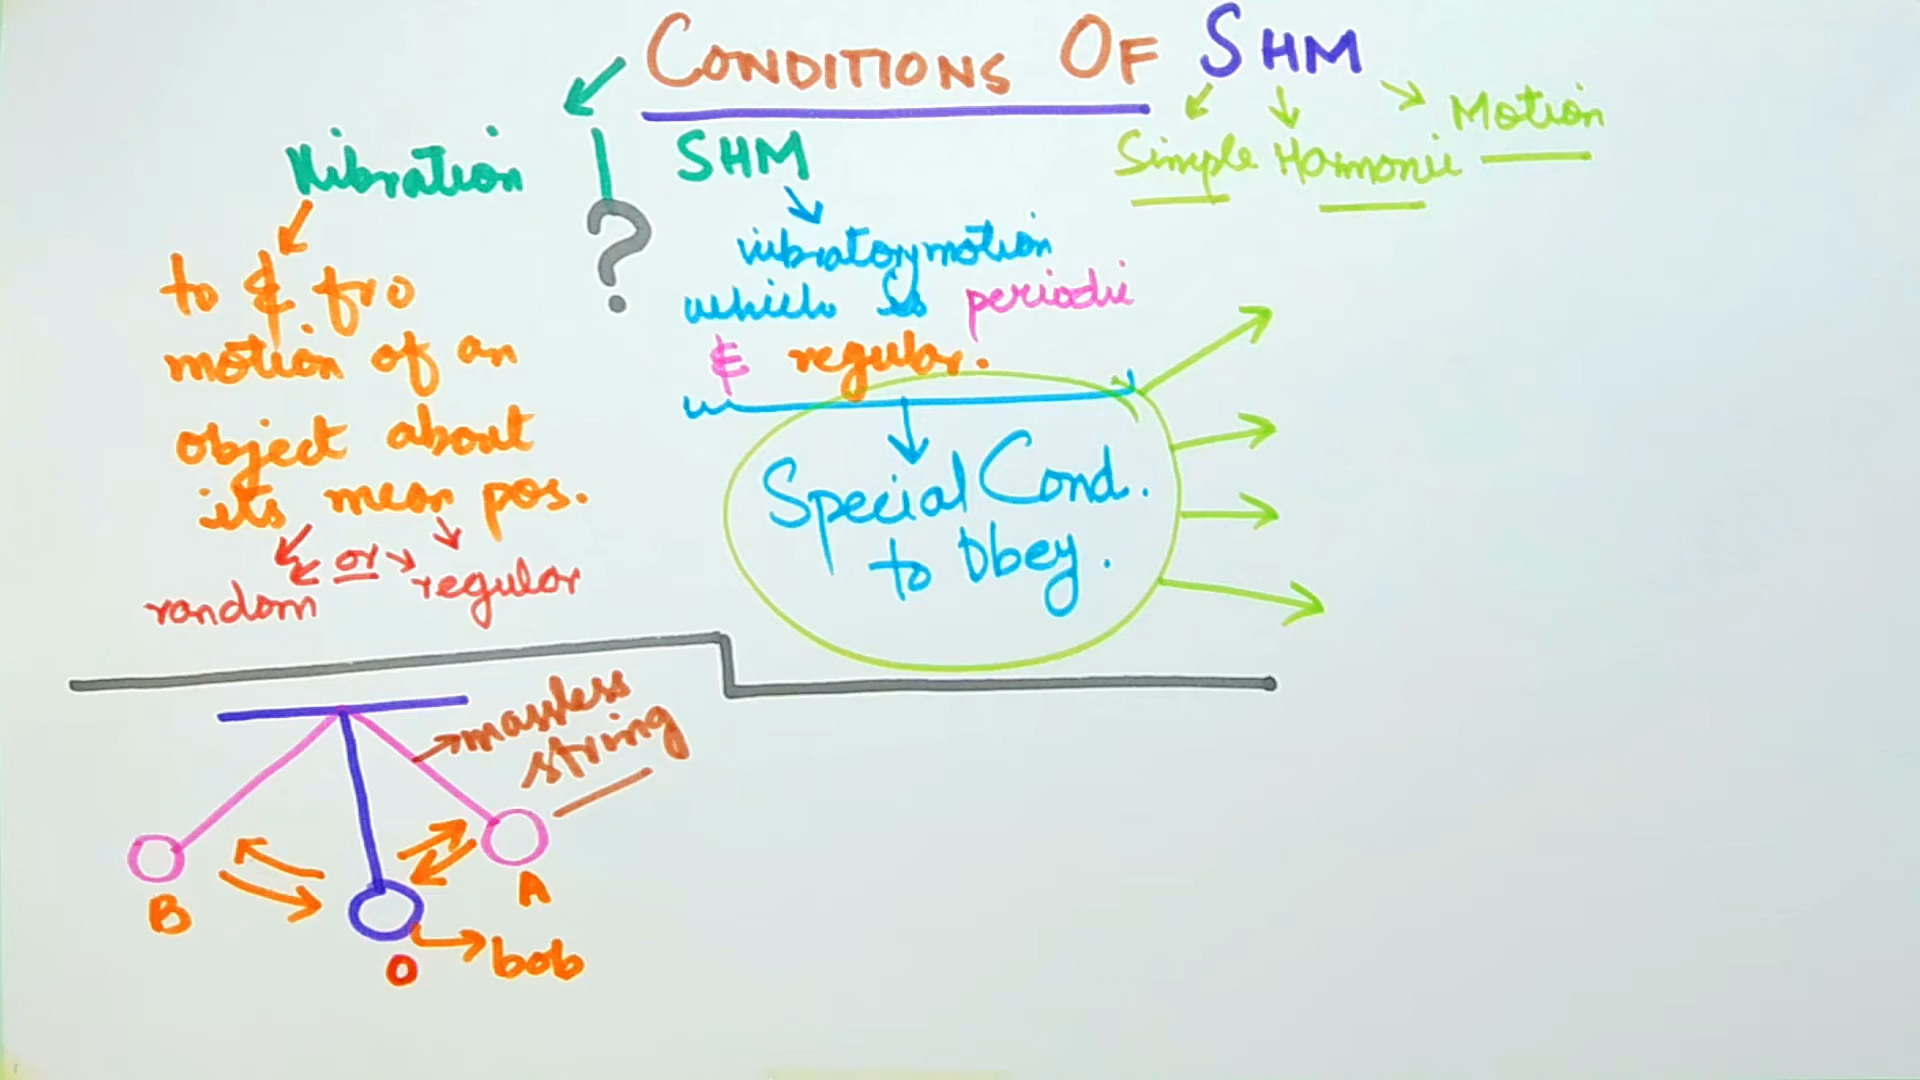 CONDITIONS OF SHM
Simple Harmonic Motion
Vibration
to & fro
motion of an
object about
its mean pos.
random or regular
?
SHM
vibratory motion
which is periodic
& regular.
Special Cond.
to Obey.
massless
string
B
A
O
bob